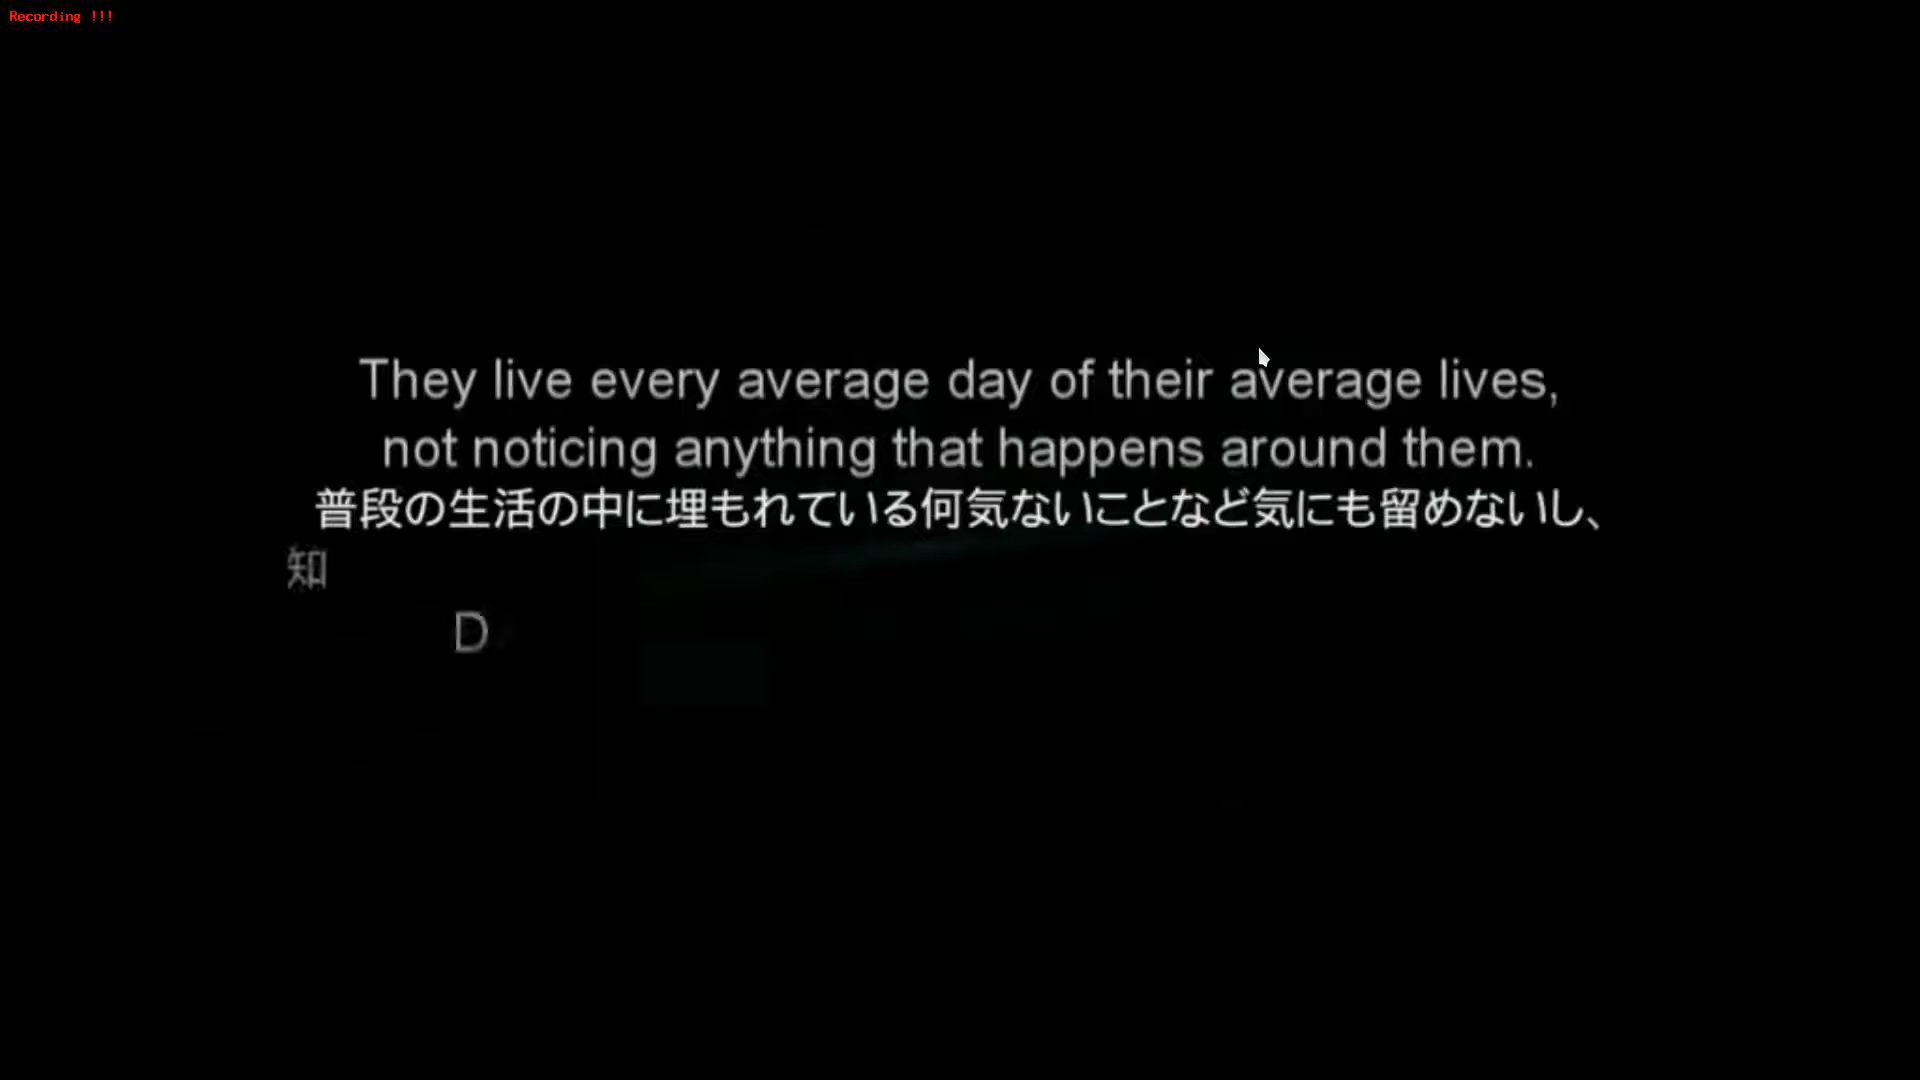 Recording !!!
They live every average day of their average lives,
not noticing anything that happens around them.
普段の生活の中に埋もれている何気ないことなど気にも留めないし、
知
D